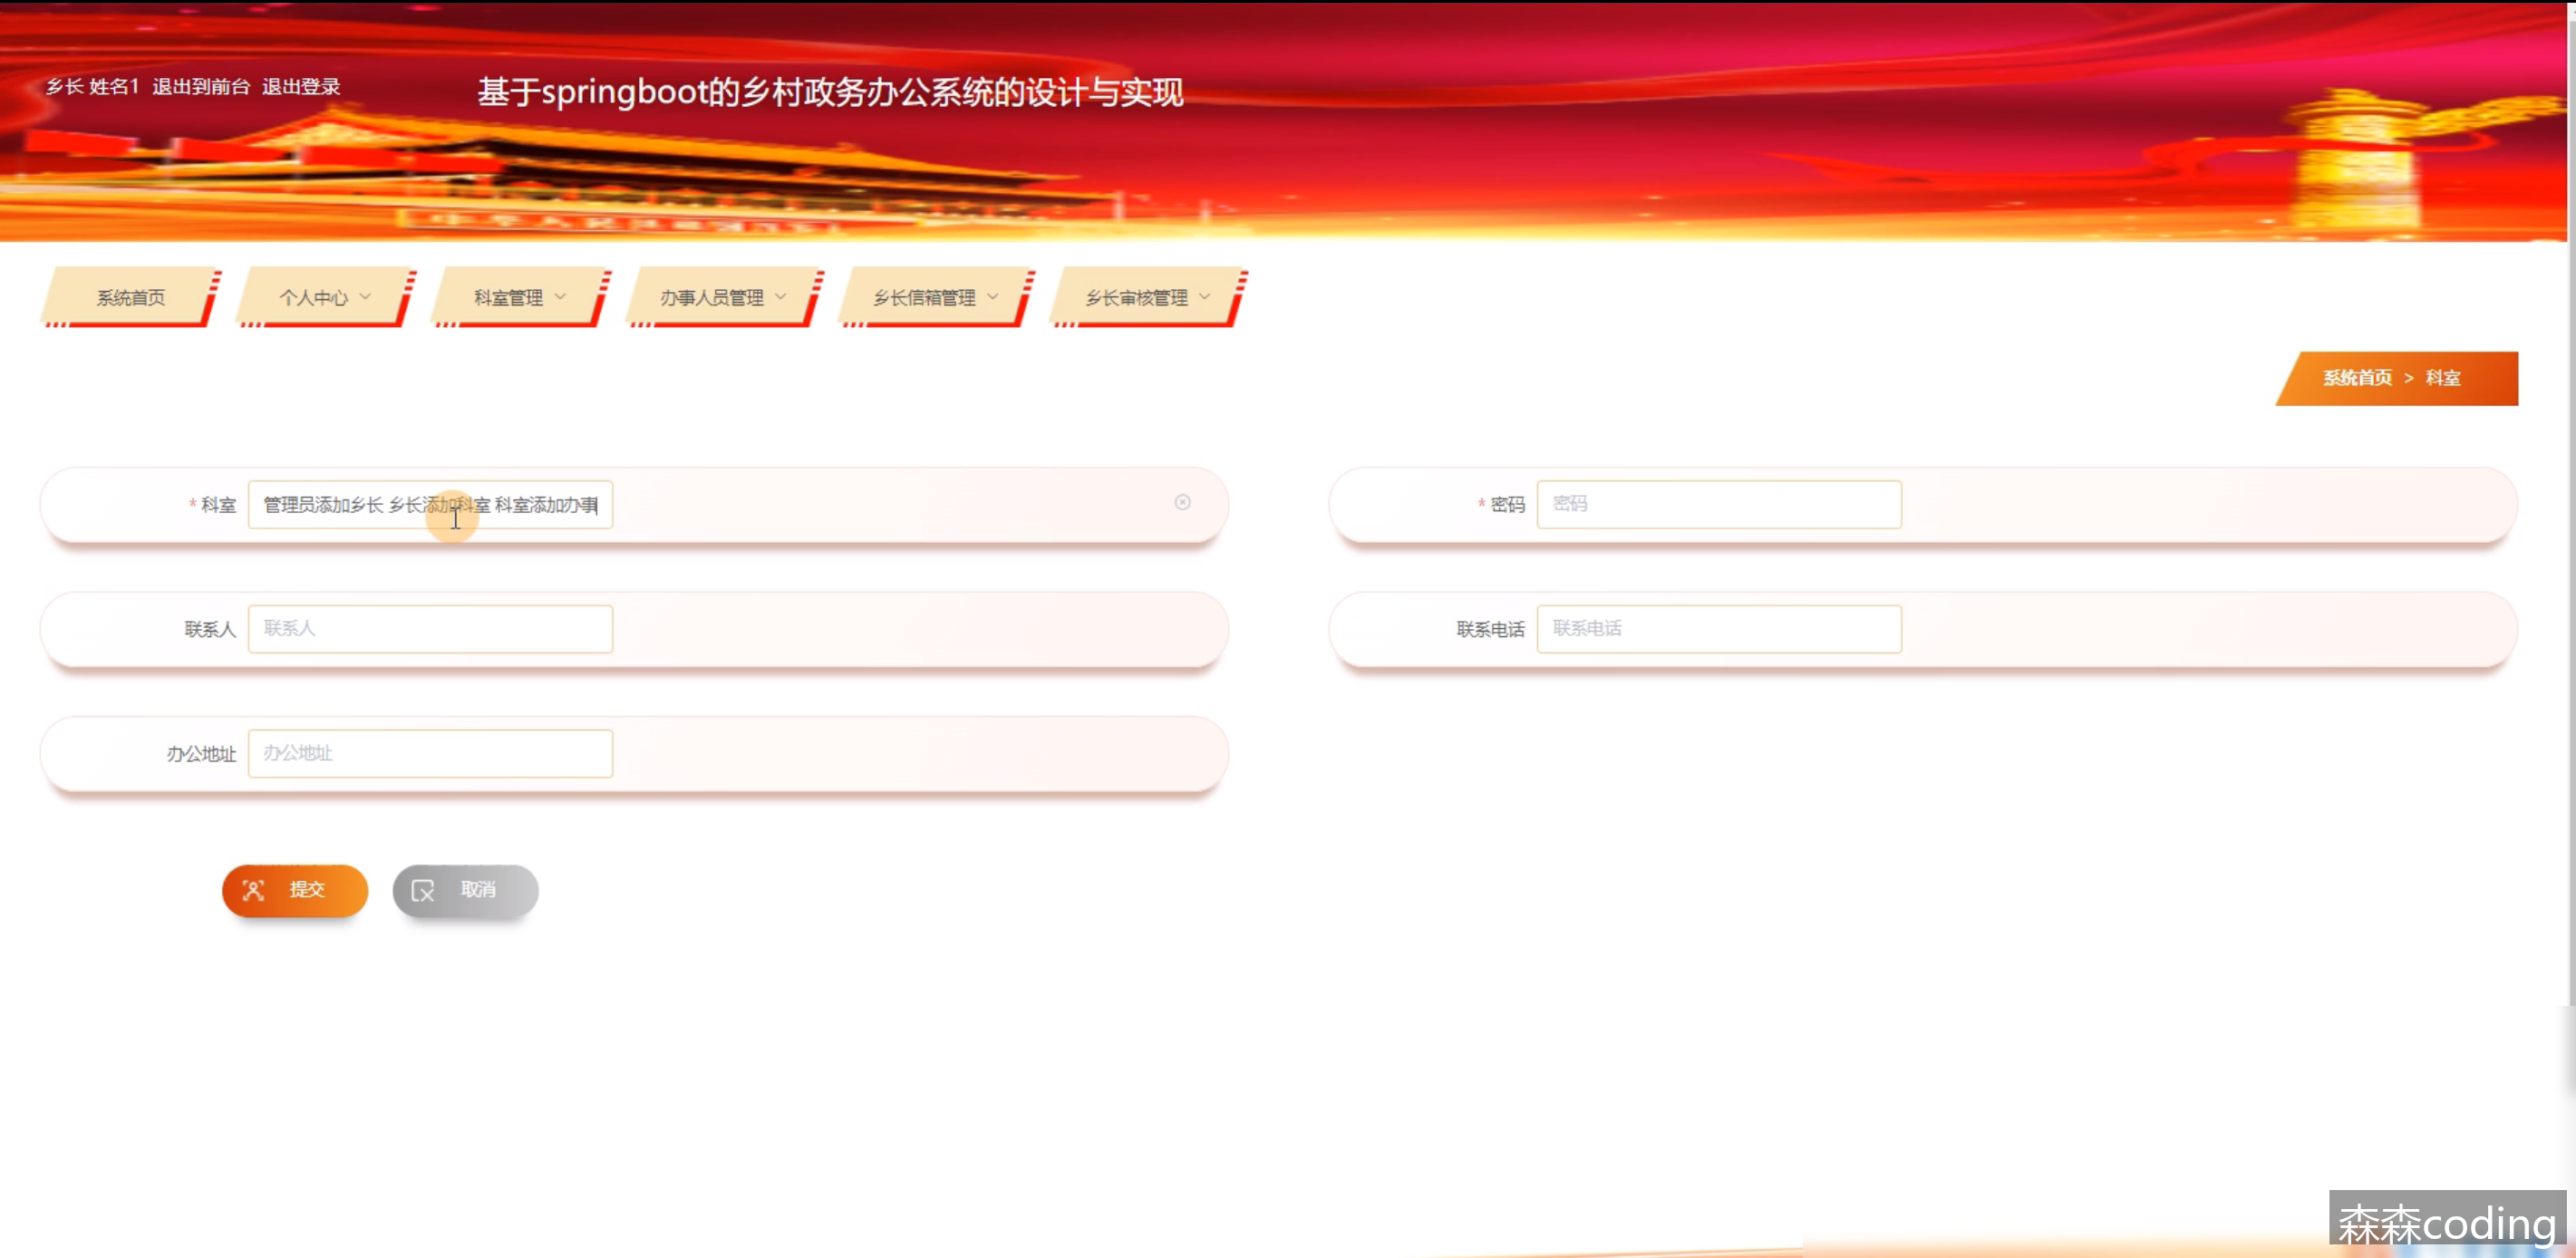 乡长 姓名1 退出到前台 退出登录
基于springboot的乡村政务办公系统的设计与实现
系统首页
个人中心
科室管理
办事人员管理
乡长信箱管理
乡长审核管理
系统首页 > 科室
* 科室 管理员添加乡长 乡长添加科室 科室添加办事
* 密码 密码
联系人 联系人
联系电话 联系电话
办公地址 办公地址
提交
取消
森森coding